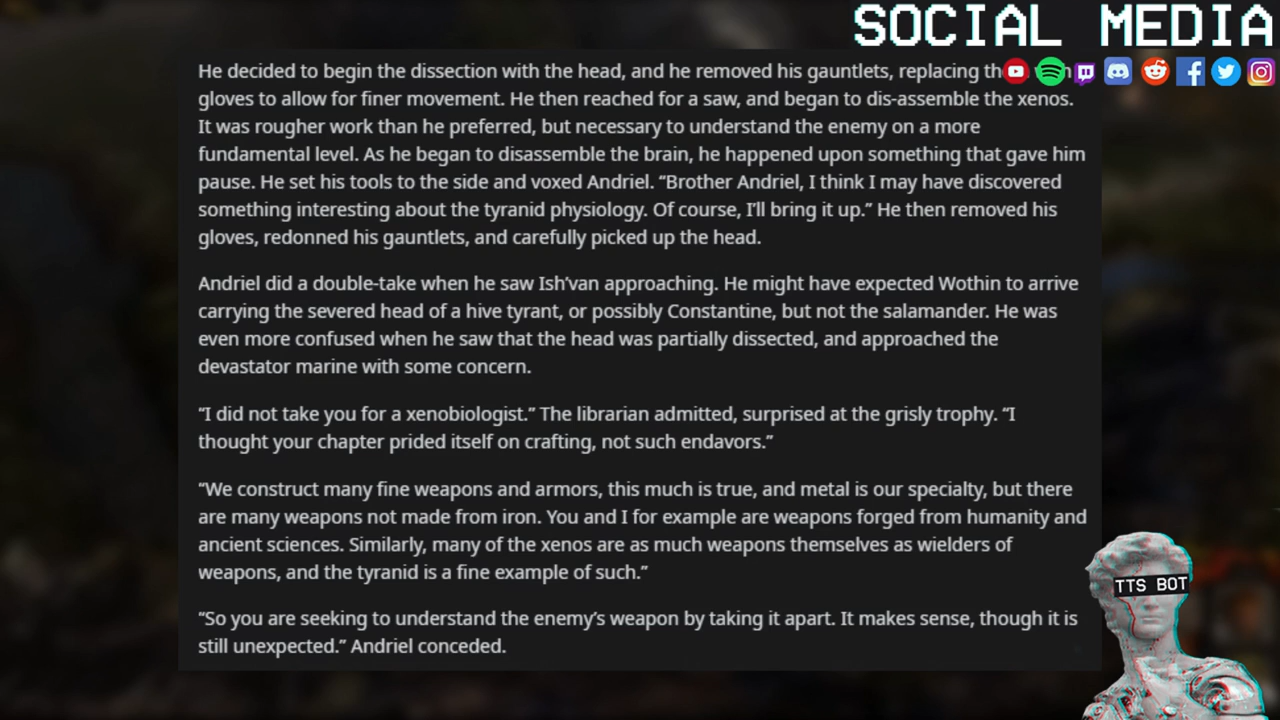 SOCIAL MEDIA
He decided to begin the dissection with the head, and he removed his gauntlets, replacing
gloves to allow for finer movement. He then reached for a saw, and began to dis-assemble the xenos.
It was rougher work than he preferred, but necessary to understand the enemy on a more
fundamental level. As he began to disassemble the brain, he happened upon something that gave him
pause. He set his tools to the side and voxed Andriel. “Brother Andriel, I think I may have discovered
something interesting about the tyranid physiology. Of course, I’ll bring it up.” He then removed his
gloves, redonned his gauntlets, and carefully picked up the head.
Andriel did a double-take when he saw Ish’van approaching. He might have expected Wothin to arrive
carrying the severed head of a hive tyrant, or possibly Constantine, but not the salamander. He was
even more confused when he saw that the head was partially dissected, and approached the
devastator marine with some concern.
“I did not take you for a xenobiologist.” The librarian admitted, surprised at the grisly trophy. “I
thought your chapter prided itself on crafting, not such endavors.”
“We construct many fine weapons and armors, this much is true, and metal is our specialty, but there
are many weapons not made from iron. You and I for example are weapons forged from humanity and
ancient sciences. Similarly, many of the xenos are as much weapons themselves as wielders of
weapons, and the tyranid is a fine example of such.”
“So you are seeking to understand the enemy’s weapon by taking it apart. It makes sense, though it is
still unexpected.” Andriel conceded.
TTS BOT